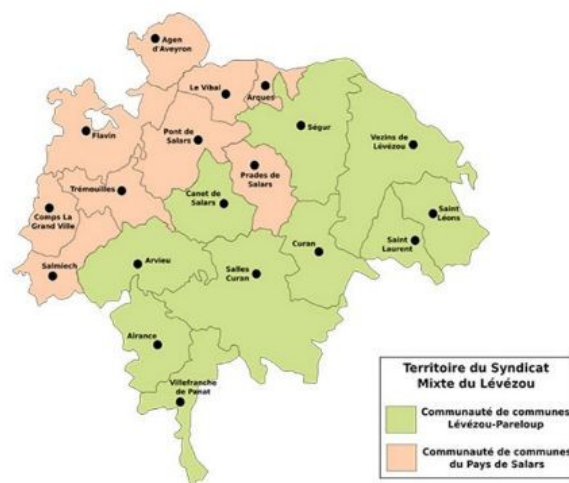 Agen
d'Aveyron
Le Vibal
Arques
Flavin
Pont de
Salars
Ségur
Vezins de
Lévézou
Prades de
Salars
Trémouilles
Canet de
Salars
Comps La
Grand Ville
Saint
Léons
Saint
Laurent
Curan
Salmiech
Arvieu
Salles
Curan
Alrance
Villefranche
de Panat
Territoire du Syndicat
Mixte du Lévézou
Communauté de communes
Lévézou-Pareloup
Communauté de communes
du Pays de Salars